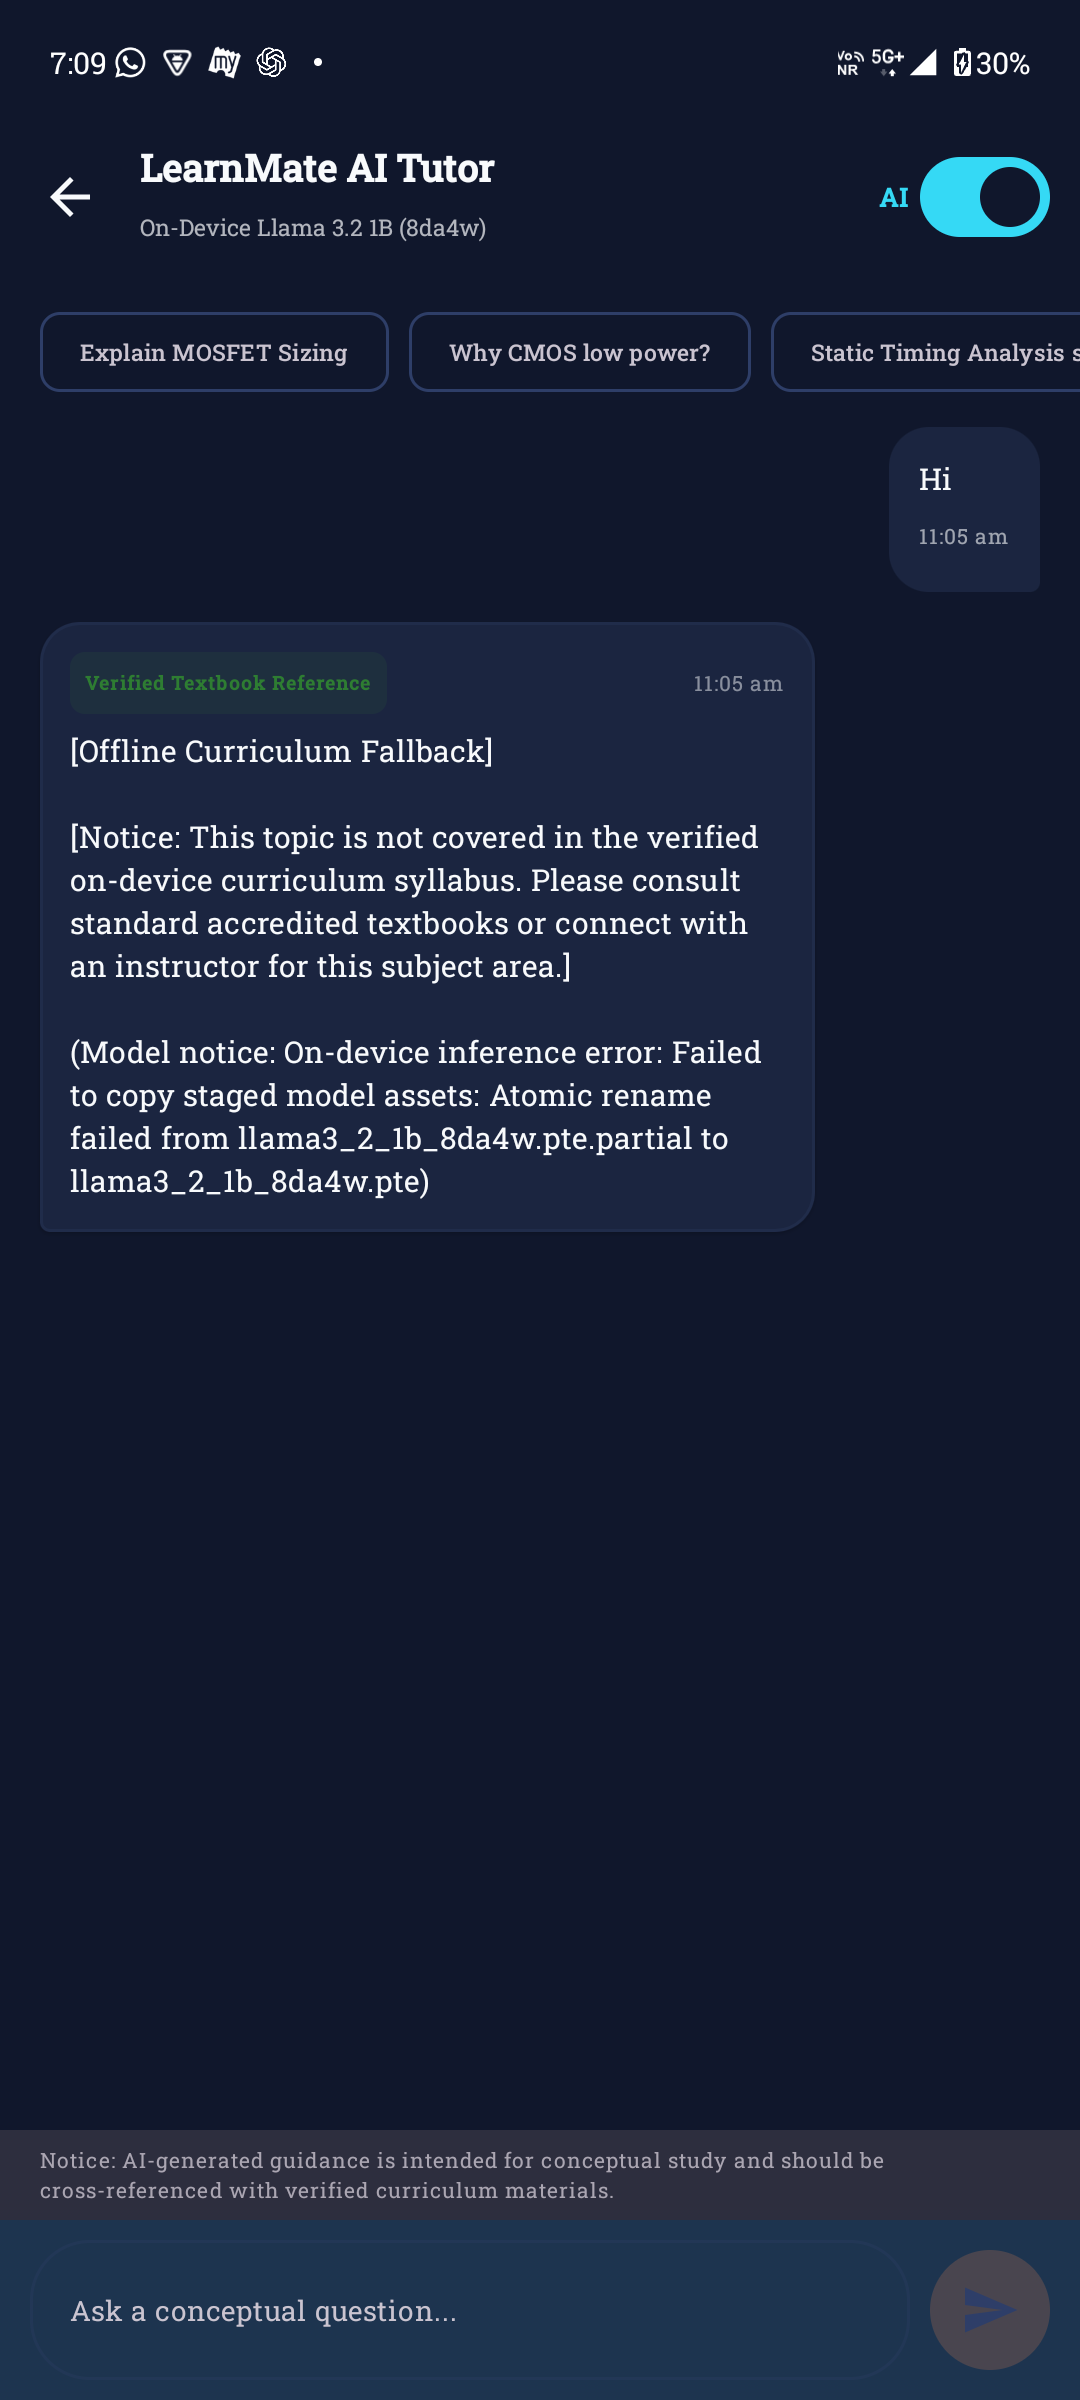 7:09
my
Vo NR 5G+ 30%
LearnMate AI Tutor
On-Device Llama 3.2 1B (8da4w)
AI
Explain MOSFET Sizing
Why CMOS low power?
Static Timing Analysis s
Hi
11:05 am
Verified Textbook Reference
11:05 am
[Offline Curriculum Fallback]
[Notice: This topic is not covered in the verified
on-device curriculum syllabus. Please consult
standard accredited textbooks or connect with
an instructor for this subject area.]
(Model notice: On-device inference error: Failed
to copy staged model assets: Atomic rename
failed from llama3_2_1b_8da4w.pte.partial to
llama3_2_1b_8da4w.pte)
Notice: AI-generated guidance is intended for conceptual study and should be
cross-referenced with verified curriculum materials.
Ask a conceptual question...